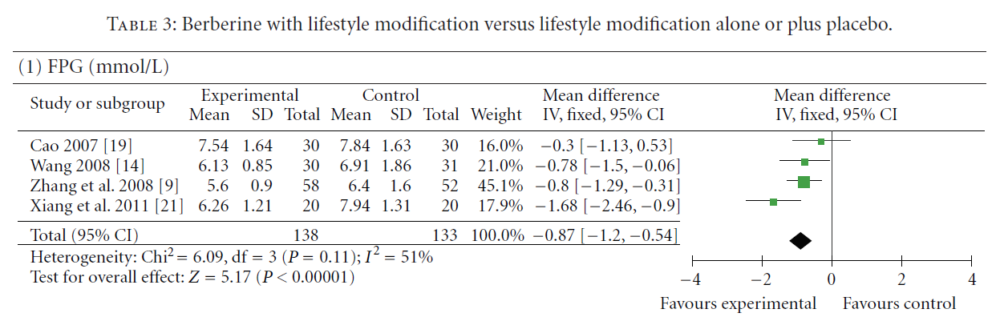 TABLE 3: Berberine with lifestyle modification versus lifestyle modification alone or plus placebo.
(1) FPG (mmol/L)
Study or subgroup Experimental Control Mean difference Mean difference
Mean SD Total Mean SD Total Weight IV, fixed, 95% CI IV, fixed, 95% CI
Cao 2007 [19] 7.54 1.64 30 7.84 1.63 30 16.0% −0.3 [−1.13, 0.53]
Wang 2008 [14] 6.13 0.85 30 6.91 1.86 31 21.0% −0.78 [−1.5, −0.06]
Zhang et al. 2008 [9] 5.6 0.9 58 6.4 1.6 52 45.1% −0.8 [−1.29, −0.31]
Xiang et al. 2011 [21] 6.26 1.21 20 7.94 1.31 20 17.9% −1.68 [−2.46, −0.9]
Total (95% CI) 138 133 100.0% −0.87 [−1.2, −0.54]
Heterogeneity: Chi² = 6.09, df = 3 (P = 0.11); I² = 51%
Test for overall effect: Z = 5.17 (P < 0.00001)
−4 −2 0 2 4
Favours experimental Favours control